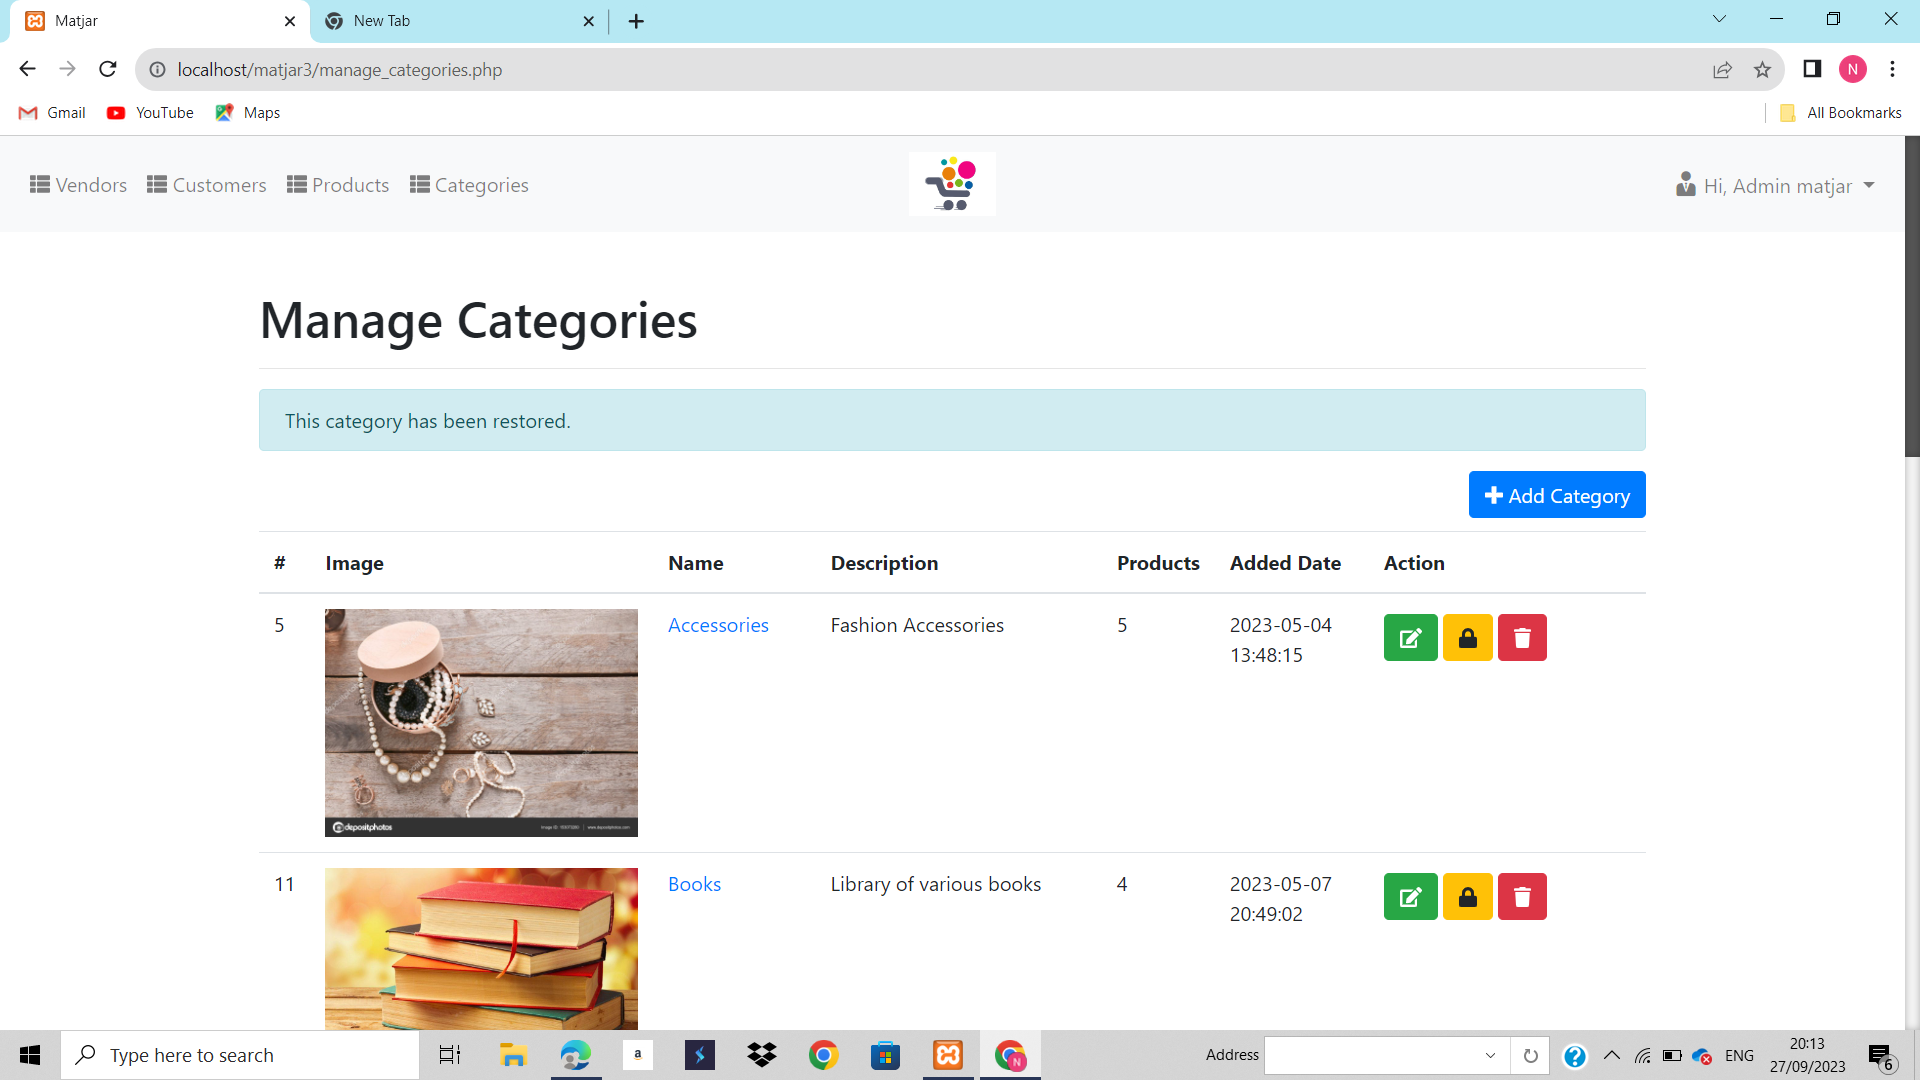 Matjar
New Tab
localhost/matjar3/manage_categories.php
N
Gmail
YouTube
Maps
All Bookmarks
Vendors
Customers
Products
Categories
Hi, Admin matjar
Manage Categories
This category has been restored.
Add Category
# Image Name Description Products Added Date Action
5 Accessories Fashion Accessories 5 2023-05-04
13:48:15
depositphotos
11 Books Library of various books 4 2023-05-07
20:49:02
Type here to search
a
N
Address
ENG
20:13
27/09/2023
6